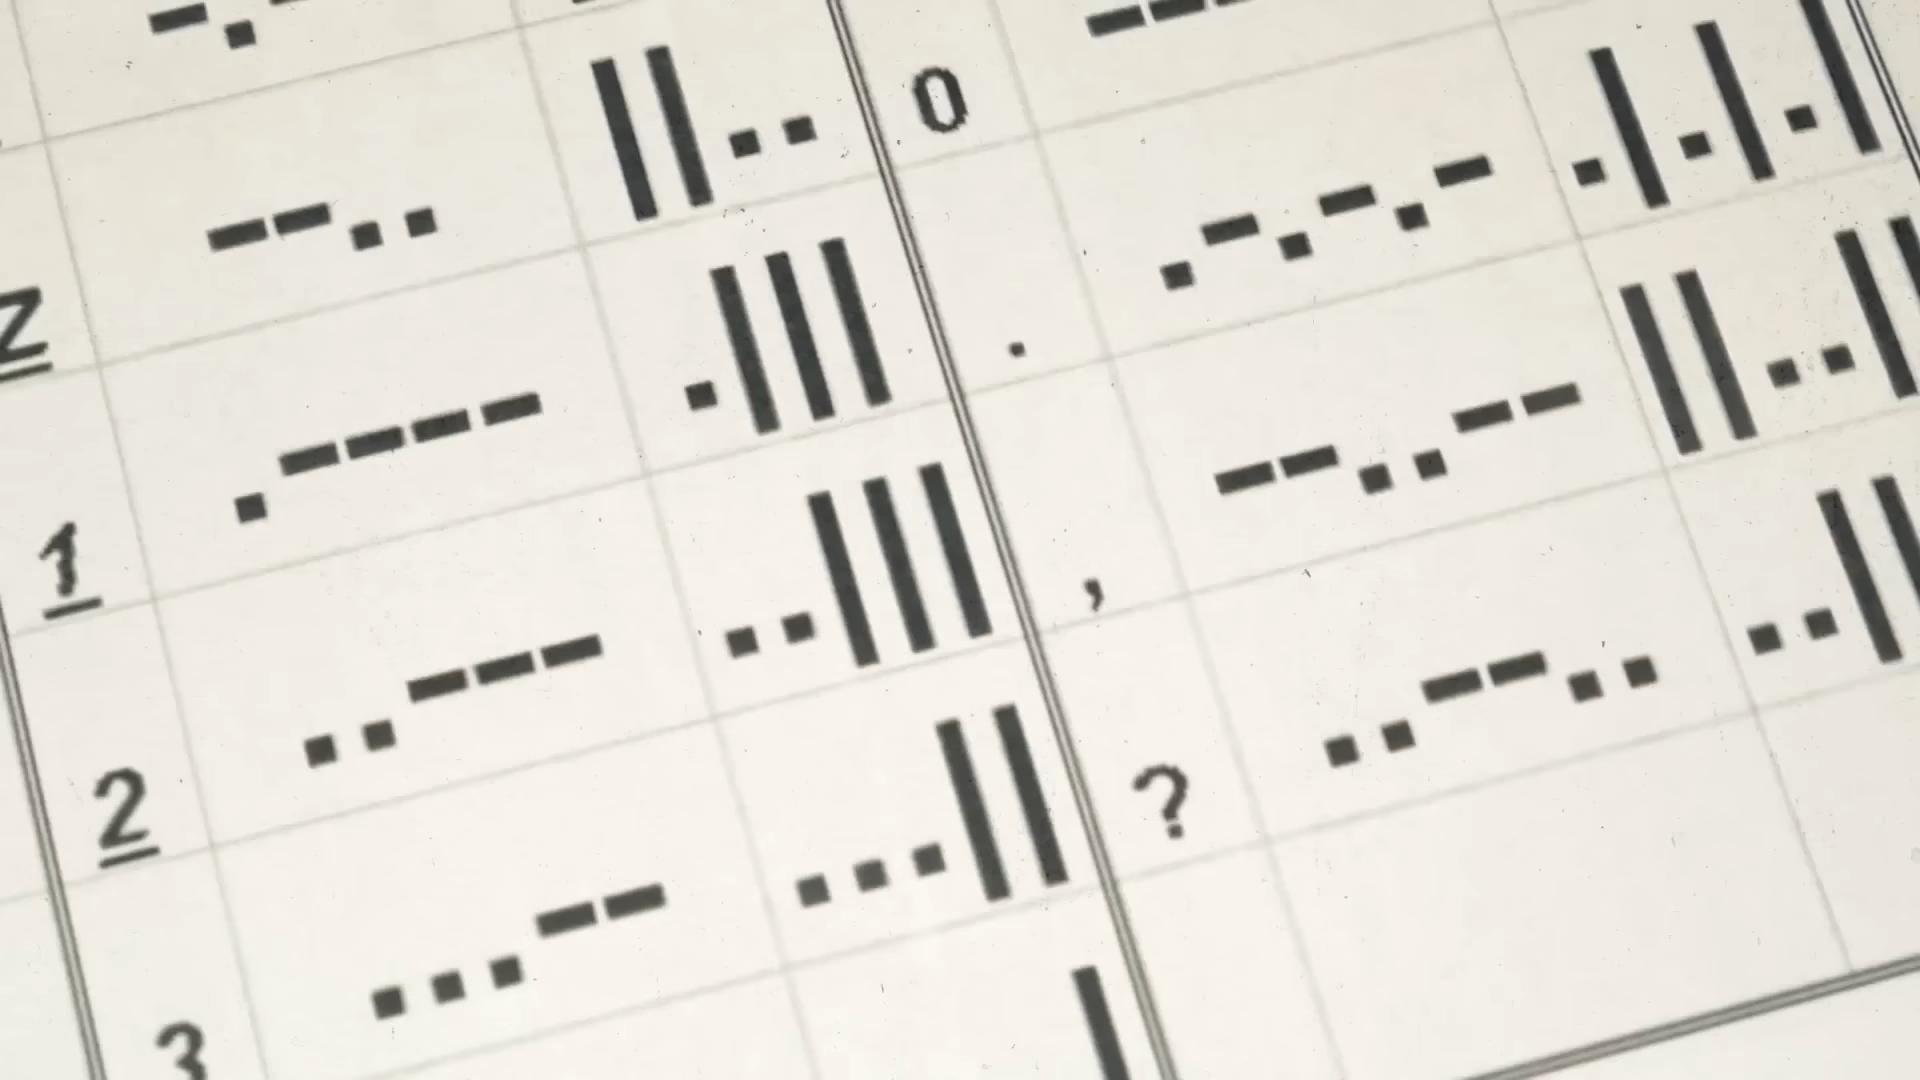 Z --.. ||..
1 .---- .|||
2 ..--- ..|||
3 ...-- ...||
0
. .-.-.- .|.|.|
, --..-- ||..||
? ..--.. ..||